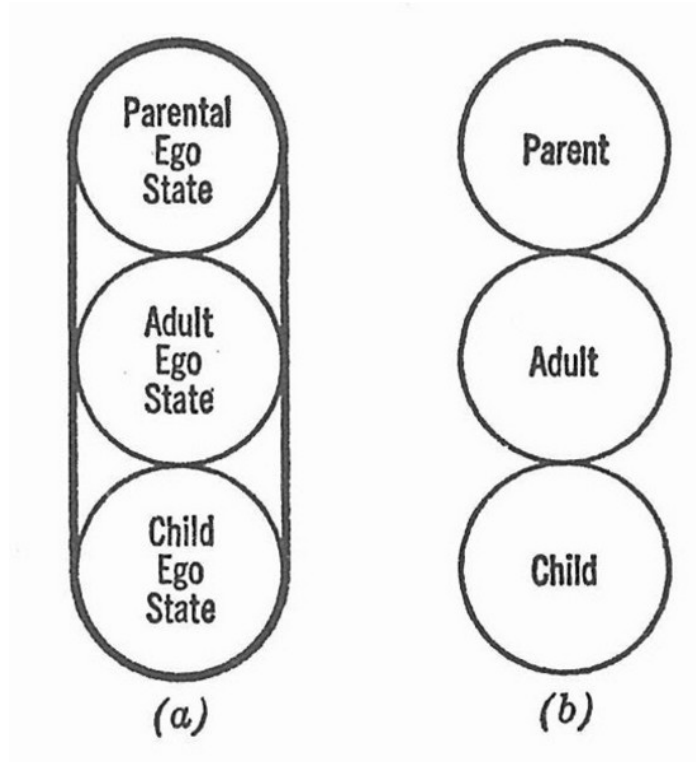 Parental
Ego
State
Adult
Ego
State
Child
Ego
State
(a)
Parent
Adult
Child
(b)